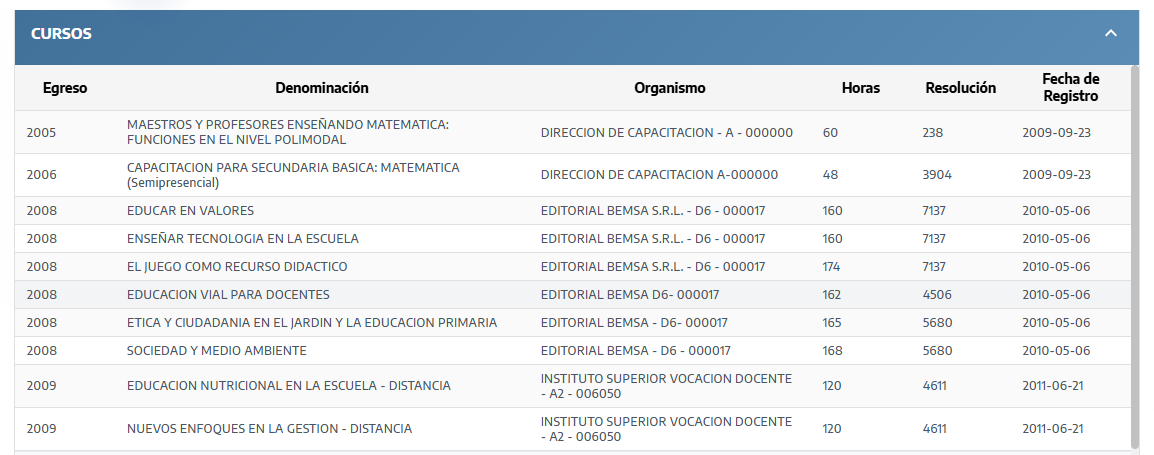 CURSOS
Egreso Denominación Organismo Horas Resolución Fecha de Registro
2005 MAESTROS Y PROFESORES ENSEÑANDO MATEMATICA: FUNCIONES EN EL NIVEL POLIMODAL DIRECCION DE CAPACITACION - A - 000000 60 238 2009-09-23
2006 CAPACITACION PARA SECUNDARIA BASICA: MATEMATICA (Semipresencial) DIRECCION DE CAPACITACION A-000000 48 3904 2009-09-23
2008 EDUCAR EN VALORES EDITORIAL BEMSA S.R.L. - D6 - 000017 160 7137 2010-05-06
2008 ENSEÑAR TECNOLOGIA EN LA ESCUELA EDITORIAL BEMSA S.R.L. - D6 - 000017 160 7137 2010-05-06
2008 EL JUEGO COMO RECURSO DIDACTICO EDITORIAL BEMSA S.R.L. - D6 - 000017 174 7137 2010-05-06
2008 EDUCACION VIAL PARA DOCENTES EDITORIAL BEMSA D6- 000017 162 4506 2010-05-06
2008 ETICA Y CIUDADANIA EN EL JARDIN Y LA EDUCACION PRIMARIA EDITORIAL BEMSA - D6- 000017 165 5680 2010-05-06
2008 SOCIEDAD Y MEDIO AMBIENTE EDITORIAL BEMSA - D6 - 000017 168 5680 2010-05-06
2009 EDUCACION NUTRICIONAL EN LA ESCUELA - DISTANCIA INSTITUTO SUPERIOR VOCACION DOCENTE - A2 - 006050 120 4611 2011-06-21
2009 NUEVOS ENFOQUES EN LA GESTION - DISTANCIA INSTITUTO SUPERIOR VOCACION DOCENTE - A2 - 006050 120 4611 2011-06-21